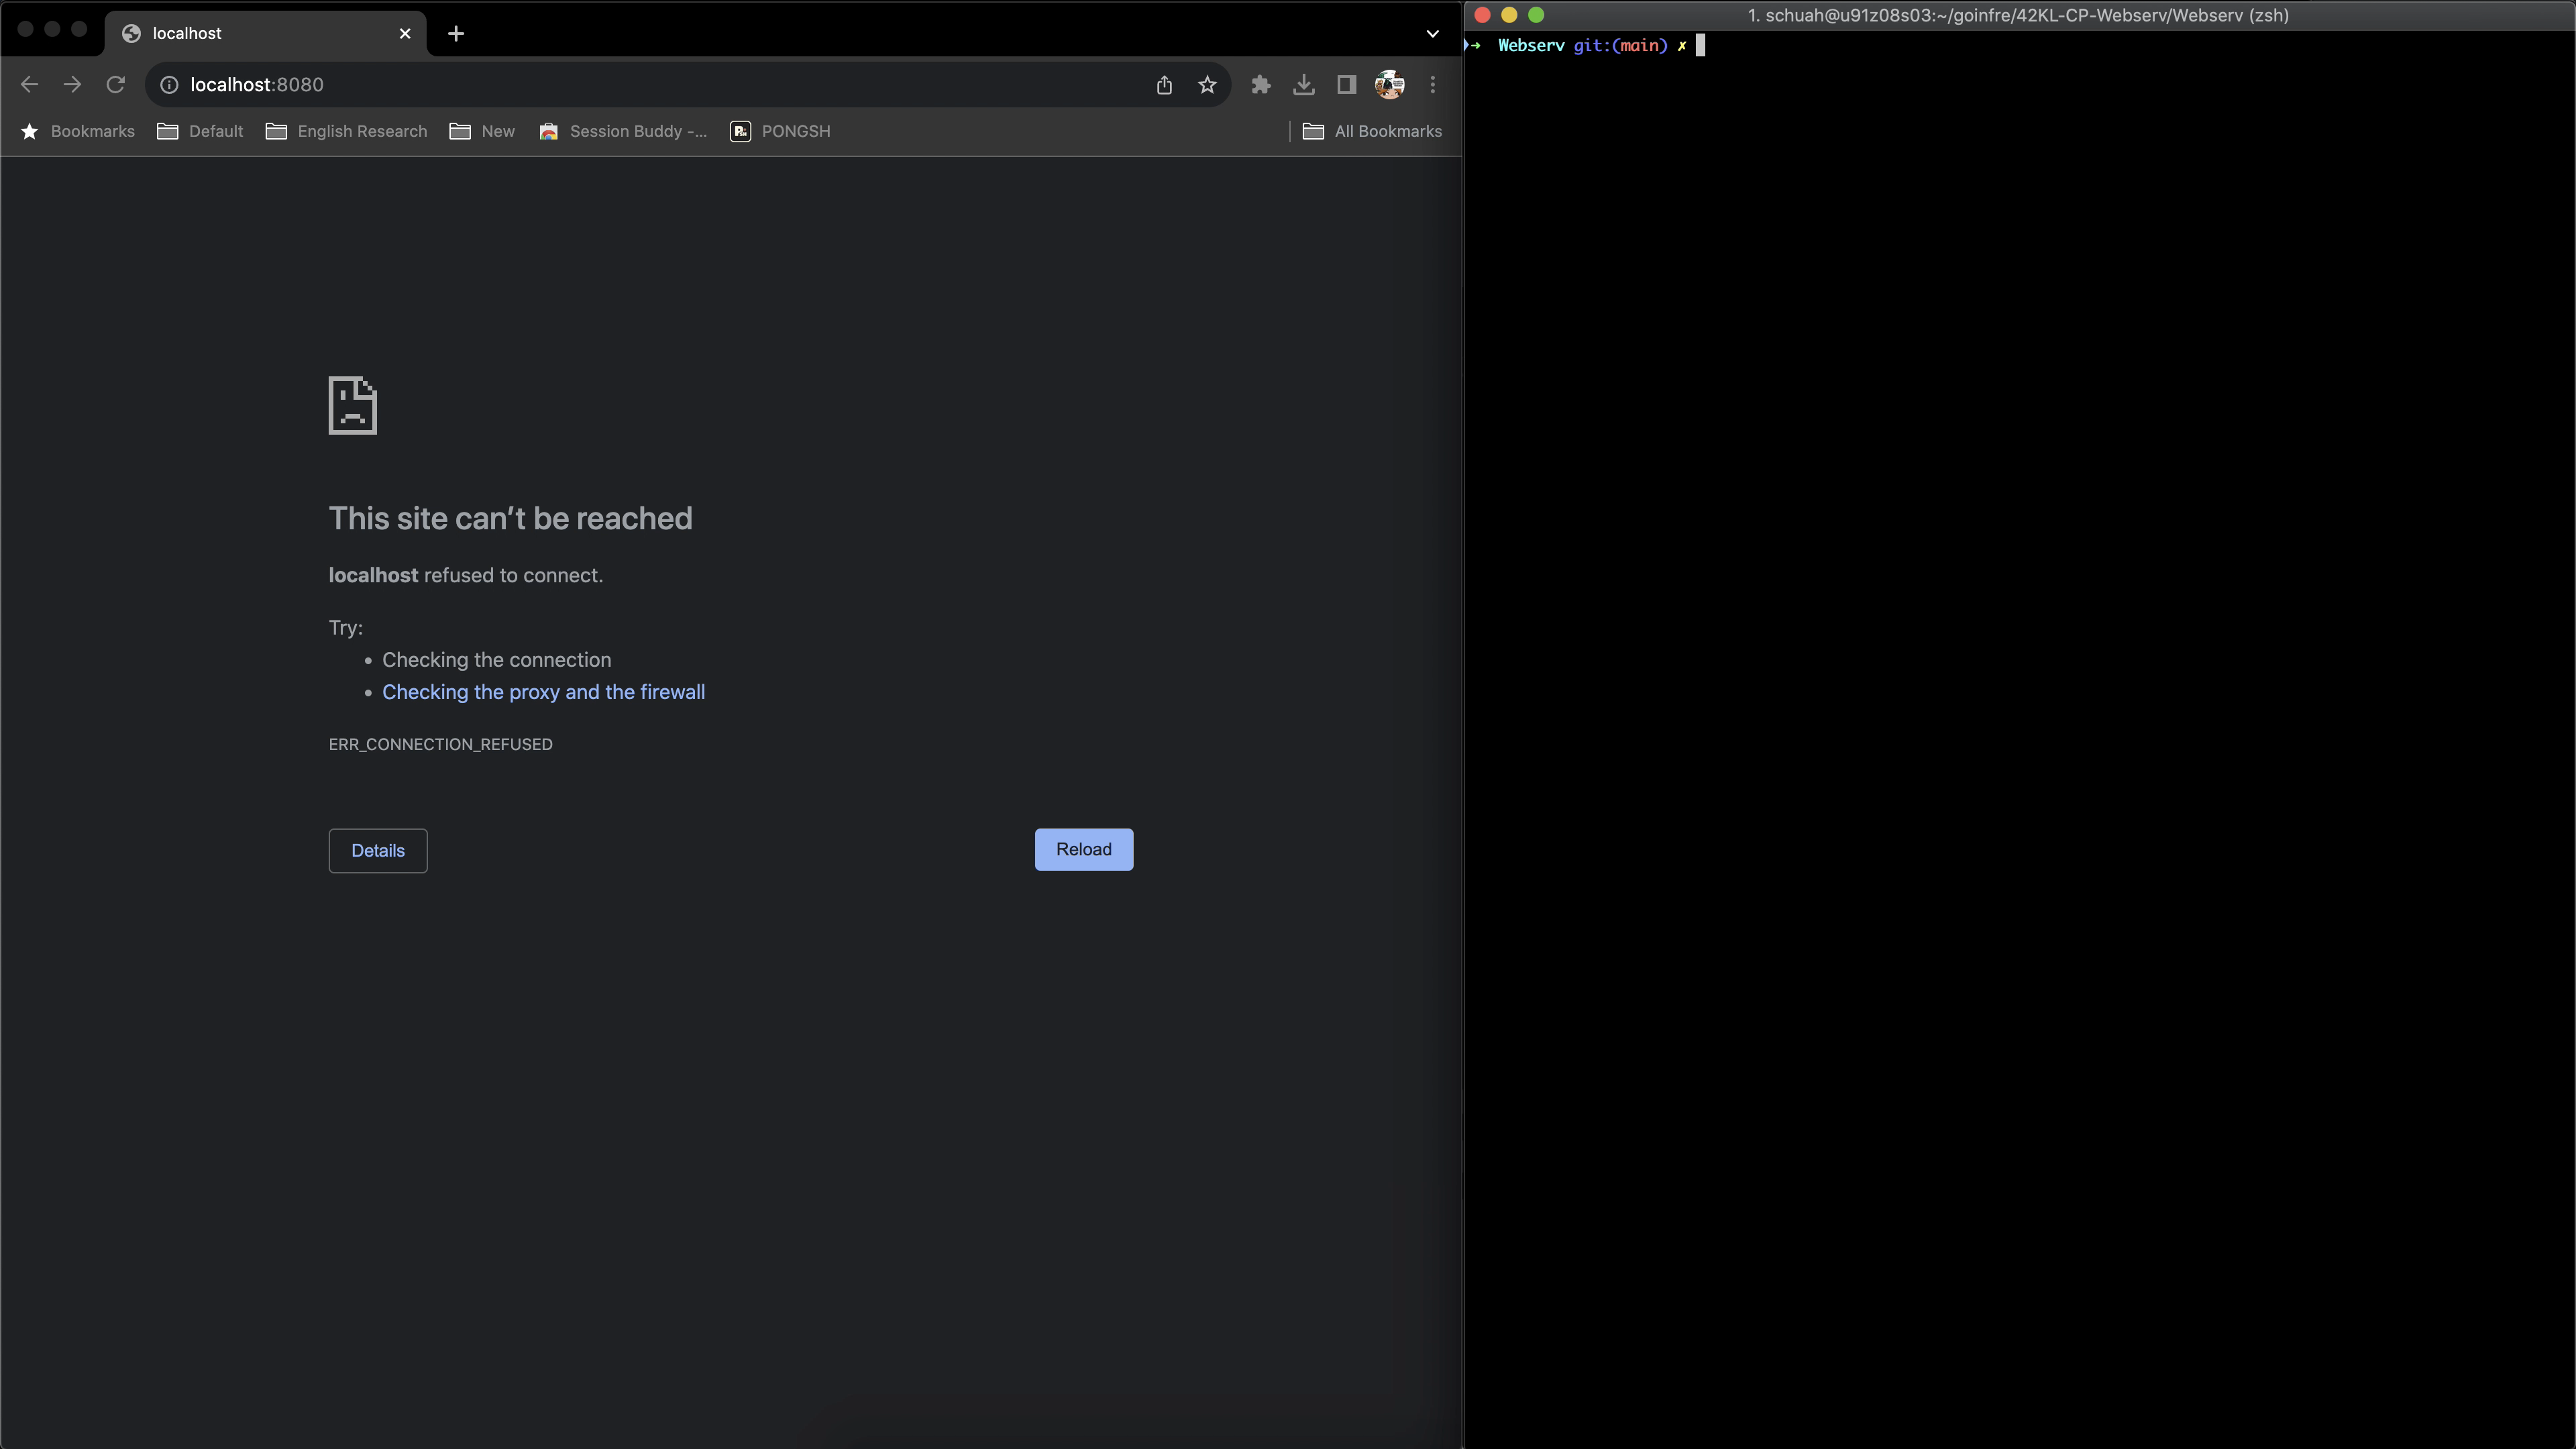 localhost
localhost:8080
Bookmarks Default English Research New Session Buddy -... PONGSH All Bookmarks
This site can’t be reached
localhost refused to connect.
Try:
• Checking the connection
• Checking the proxy and the firewall
ERR_CONNECTION_REFUSED
Details Reload
1. schuah@u91z08s03:~/goinfre/42KL-CP-Webserv/Webserv (zsh)
➜ Webserv git:(main) ✗